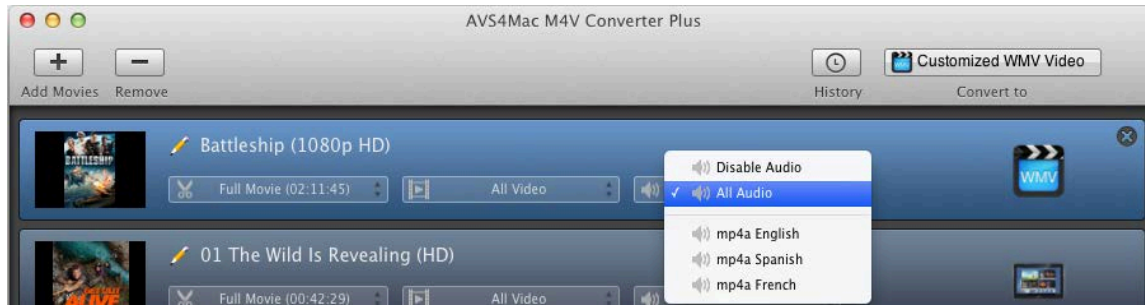 AVS4Mac M4V Converter Plus
Customized WMV Video
Add Movies Remove History Convert to
BATTLESHIP
Battleship (1080p HD)
Full Movie (02:11:45) All Video
WMV
Disable Audio
All Audio
mp4a English
mp4a Spanish
mp4a French
01 The Wild Is Revealing (HD)
ALIVE
Full Movie (00:42:29) All Video